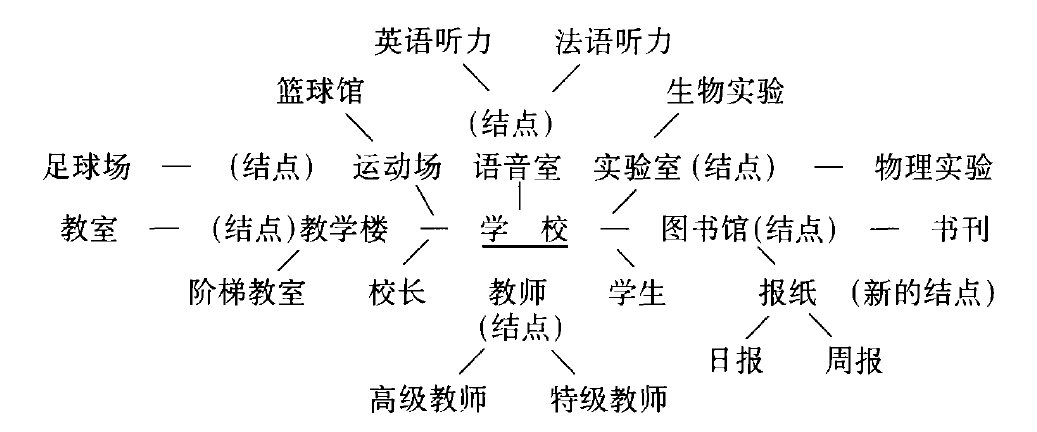 英语听力 法语听力
篮球馆 生物实验
(结点)
足球场 (结点) 运动场 语音室 实验室(结点) 物理实验
教室 (结点)教学楼 学 校 图书馆(结点) 书刊
阶梯教室 校长 教师 学生 报纸 (新的结点)
(结点)
日报 周报
高级教师 特级教师